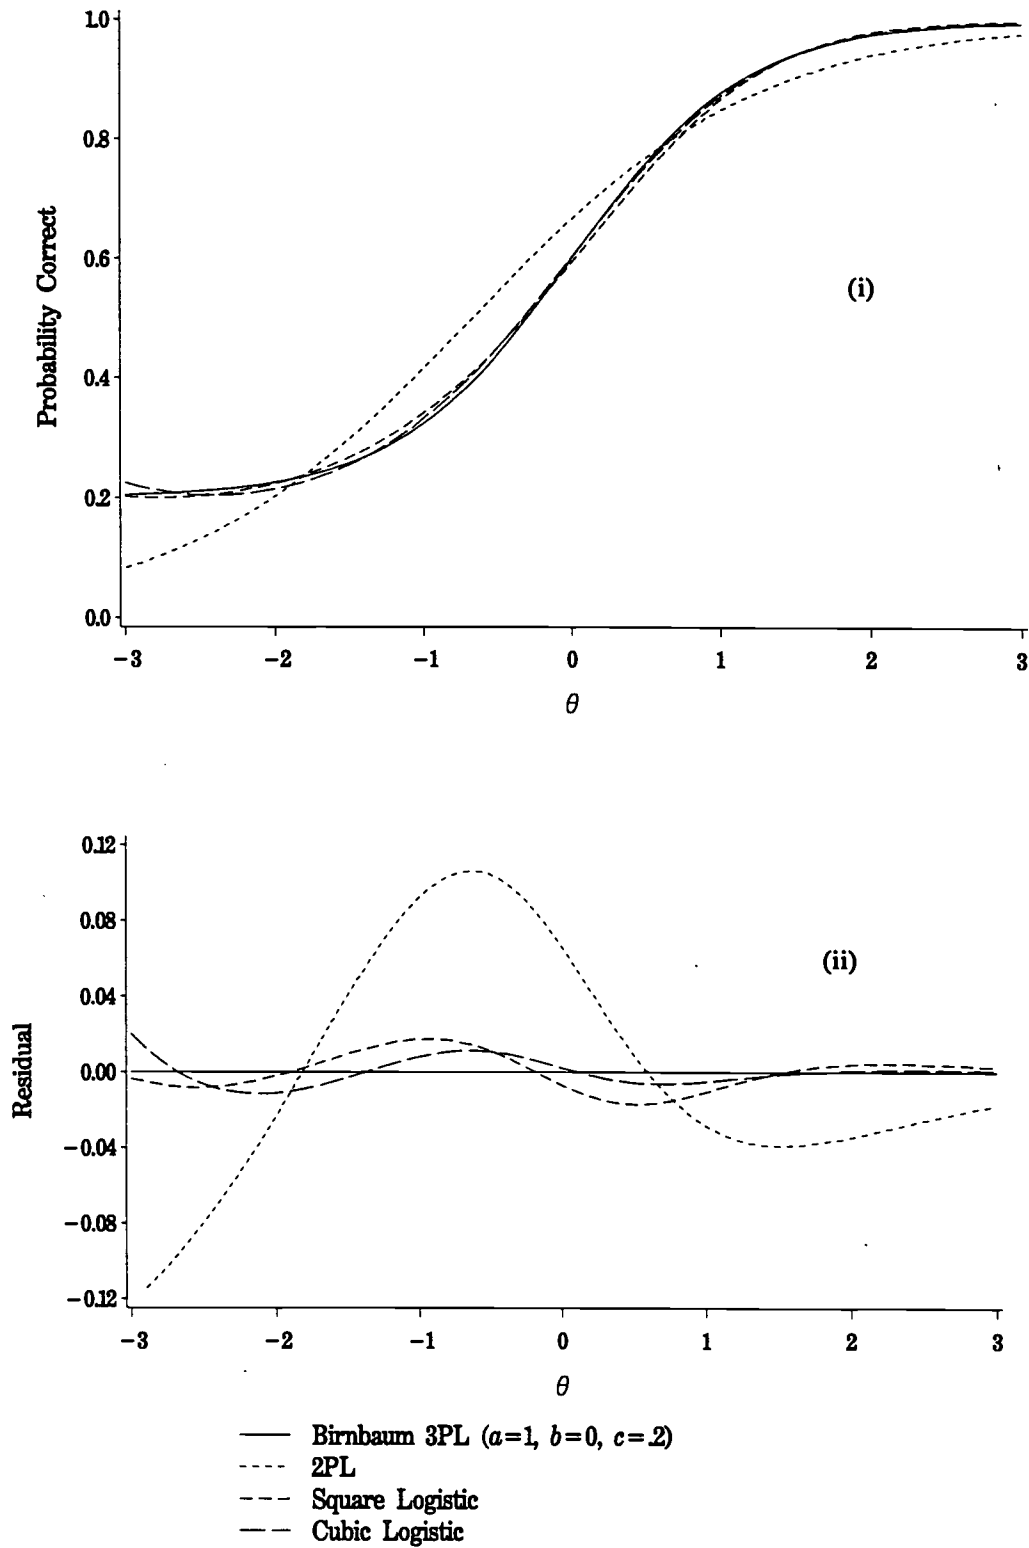 1.0
0.8
0.6
0.4
0.2
0.0
Probability Correct
(i)
−3 −2 −1 0 1 2 3
θ
0.12
0.08
0.04
0.00
−0.04
−0.08
−0.12
Residual
(ii)
−3 −2 −1 0 1 2 3
θ
Birnbaum 3PL (a=1, b=0, c=.2)
2PL
Square Logistic
Cubic Logistic